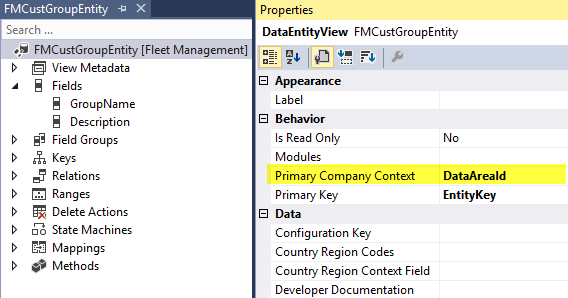 FMCustGroupEntity
Search ...
FMCustGroupEntity [Fleet Management]
View Metadata
Fields
GroupName
Description
Field Groups
Keys
Relations
Ranges
Delete Actions
State Machines
Mappings
Methods
Properties
DataEntityView FMCustGroupEntity
Appearance
Label
Behavior
Is Read Only No
Modules
Primary Company Context DataAreaId
Primary Key EntityKey
Data
Configuration Key
Country Region Codes
Country Region Context Field
Developer Documentation